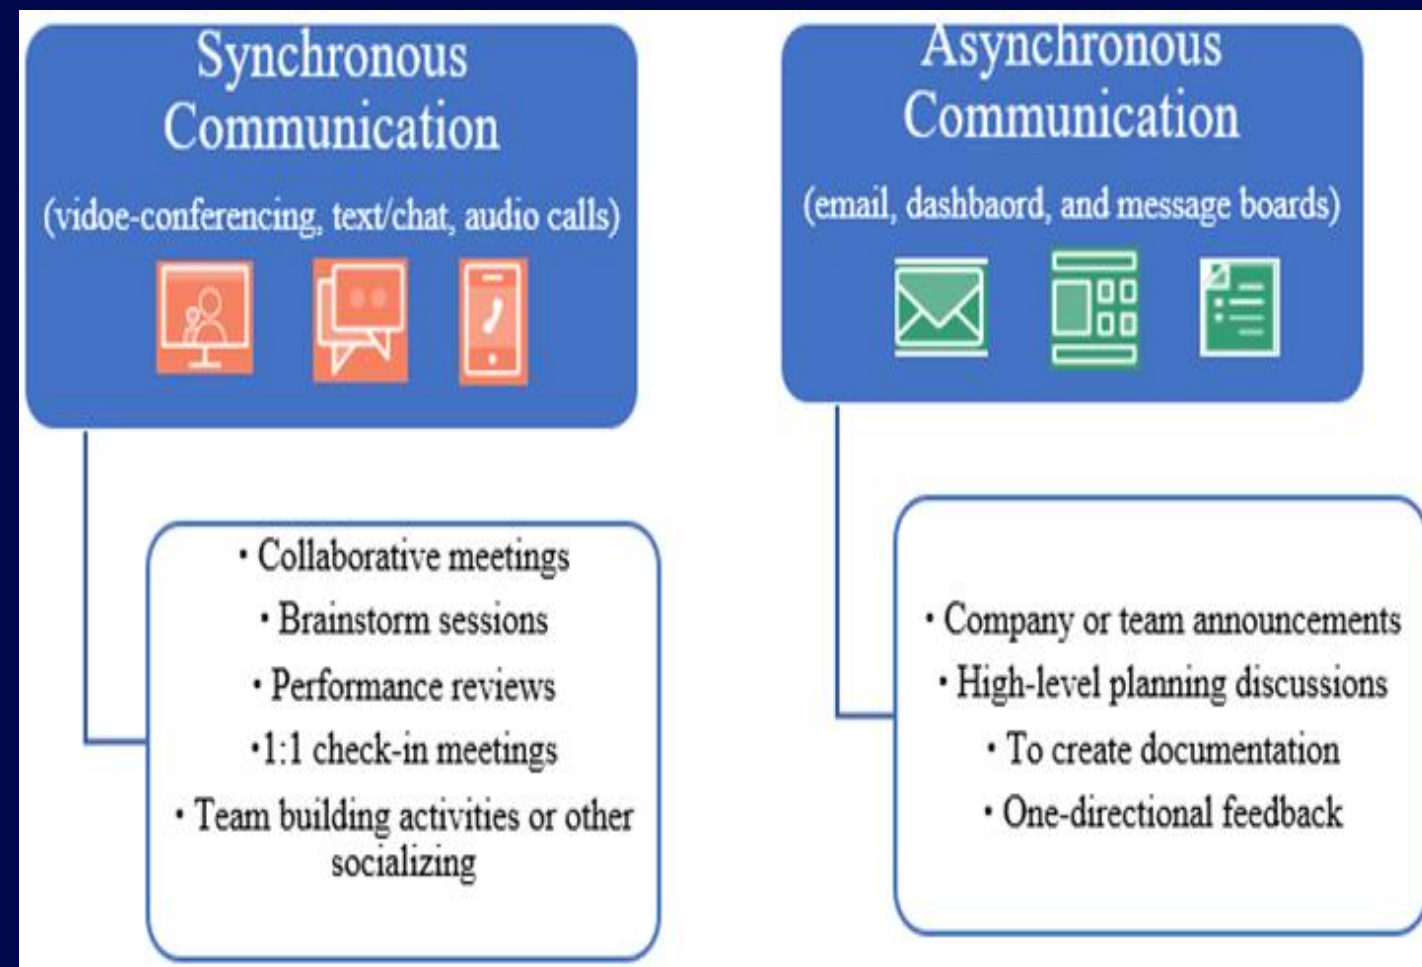 Synchronous
Communication
(vidoe-conferencing, text/chat, audio calls)
• Collaborative meetings
• Brainstorm sessions
• Performance reviews
•1:1 check-in meetings
• Team building activities or other
socializing
Asynchronous
Communication
(email, dashbaord, and message boards)
• Company or team announcements
• High-level planning discussions
• To create documentation
• One-directional feedback